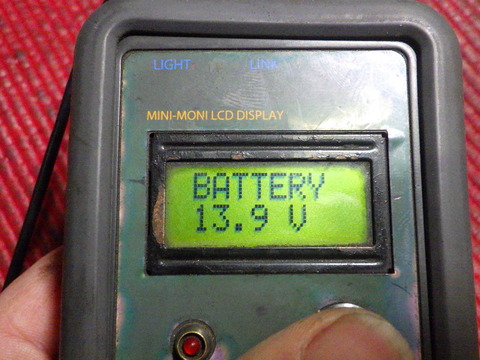 LIGHT LINK
MINI-MONI LCD DISPLAY
BATTERY
13.9 V